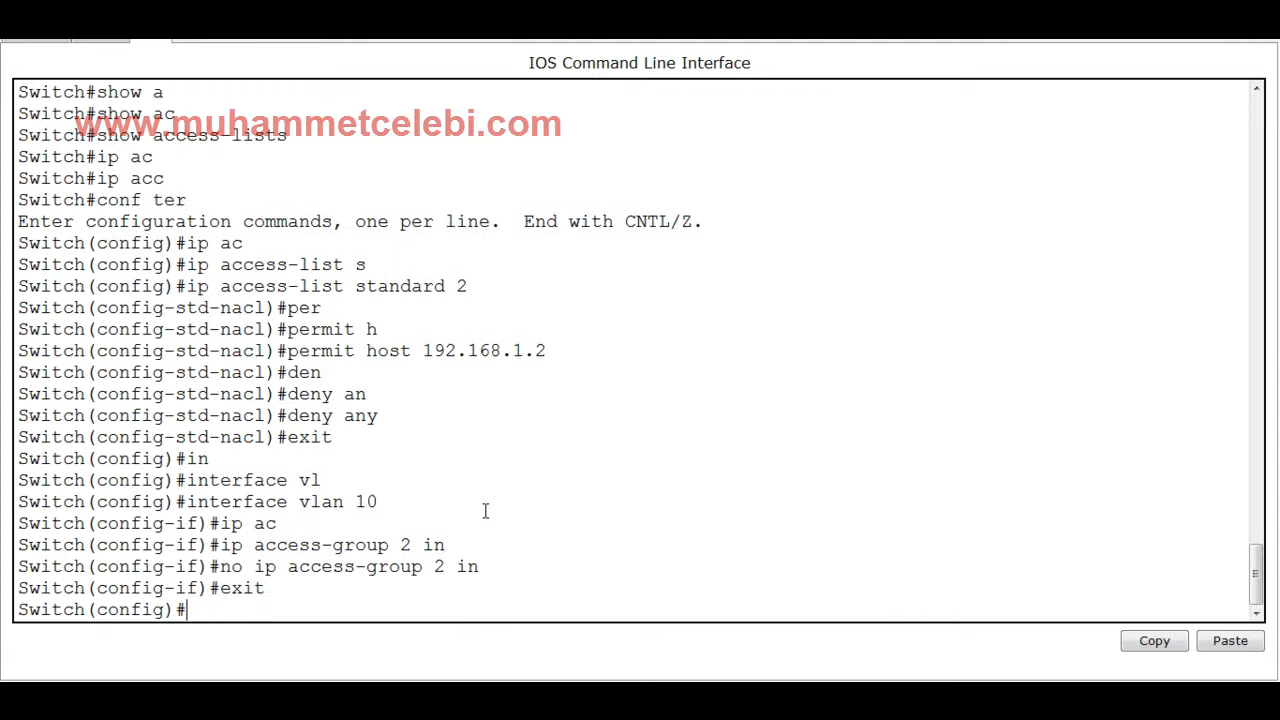 IOS Command Line Interface
Switch#show a
Switch#show ac
www.muhammetcelebi.com
Switch#show access-lists
Switch#ip ac
Switch#ip acc
Switch#conf ter
Enter configuration commands, one per line.  End with CNTL/Z.
Switch(config)#ip ac
Switch(config)#ip access-list s
Switch(config)#ip access-list standard 2
Switch(config-std-nacl)#per
Switch(config-std-nacl)#permit h
Switch(config-std-nacl)#permit host 192.168.1.2
Switch(config-std-nacl)#den
Switch(config-std-nacl)#deny an
Switch(config-std-nacl)#deny any
Switch(config-std-nacl)#exit
Switch(config)#in
Switch(config)#interface vl
Switch(config)#interface vlan 10
Switch(config-if)#ip ac
Switch(config-if)#ip access-group 2 in
Switch(config-if)#no ip access-group 2 in
Switch(config-if)#exit
Switch(config)#
Copy
Paste